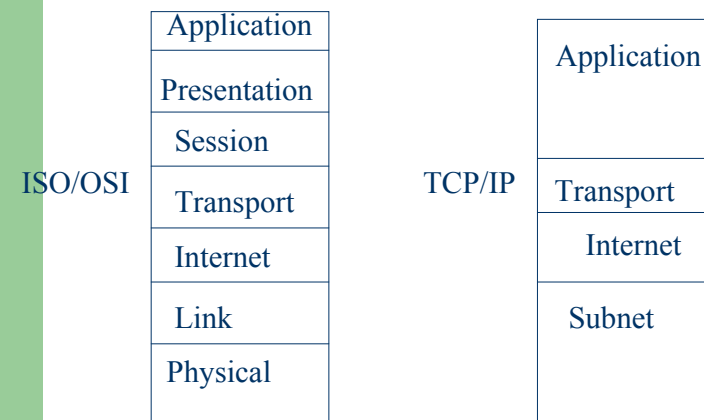 ISO/OSI
Application
Presentation
Session
Transport
Internet
Link
Physical
TCP/IP
Application
Transport
Internet
Subnet